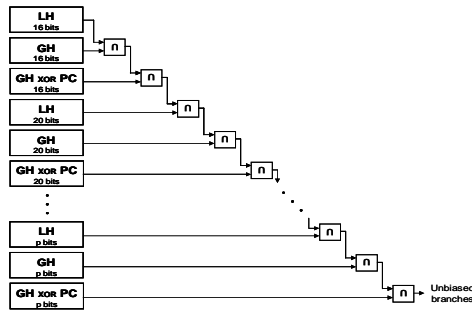 LH
16 bits
GH
16 bits
∩
GH XOR PC
16 bits
∩
LH
20 bits
∩
GH
20 bits
∩
GH XOR PC
20 bits
∩
LH
p bits
∩
GH
p bits
∩
GH XOR PC
p bits
∩
Unbiased
branches